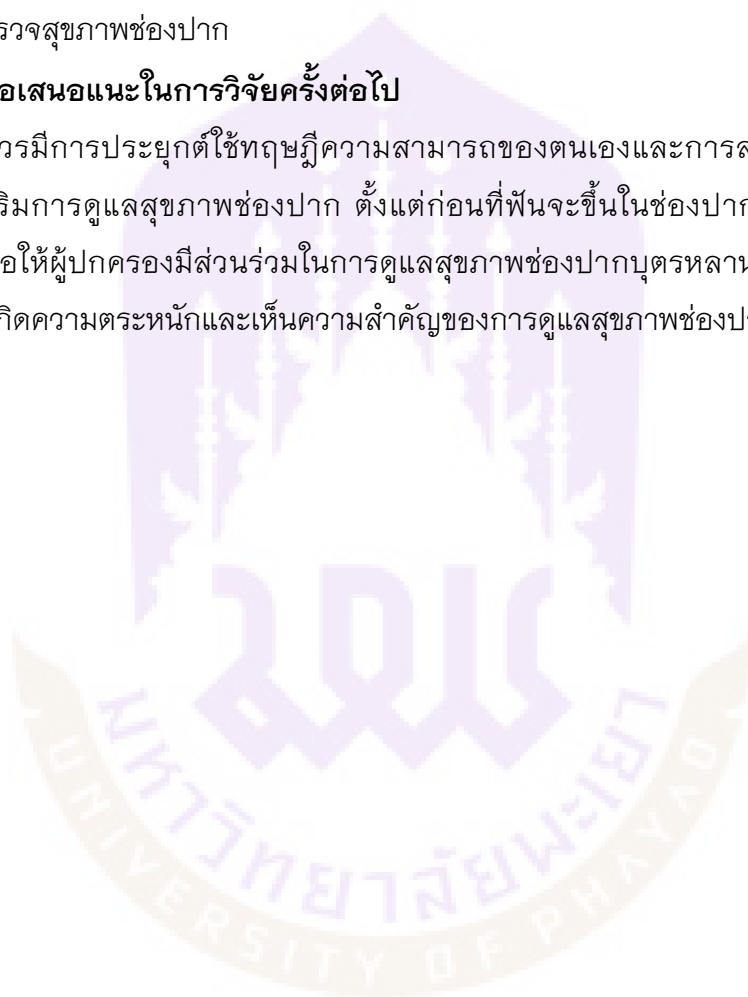 รวจสุขภาพช่องปาก
อเสนอแนะในการวิจัยครั้งต่อไป
วรมีการประยุกต์ใช้ทฤษฎีความสามารถของตนเองและการส
ริมการดูแลสุขภาพช่องปาก ตั้งแต่ก่อนที่ฟันจะขึ้นในช่องปาก
อให้ผู้ปกครองมีส่วนร่วมในการดูแลสุขภาพช่องปากบุตรหลาน
กิดความตระหนักและเห็นความสำคัญของการดูแลสุขภาพช่องป
มหาวิทยาลัยพะเยา
UNIVERSITY OF PHAYAO